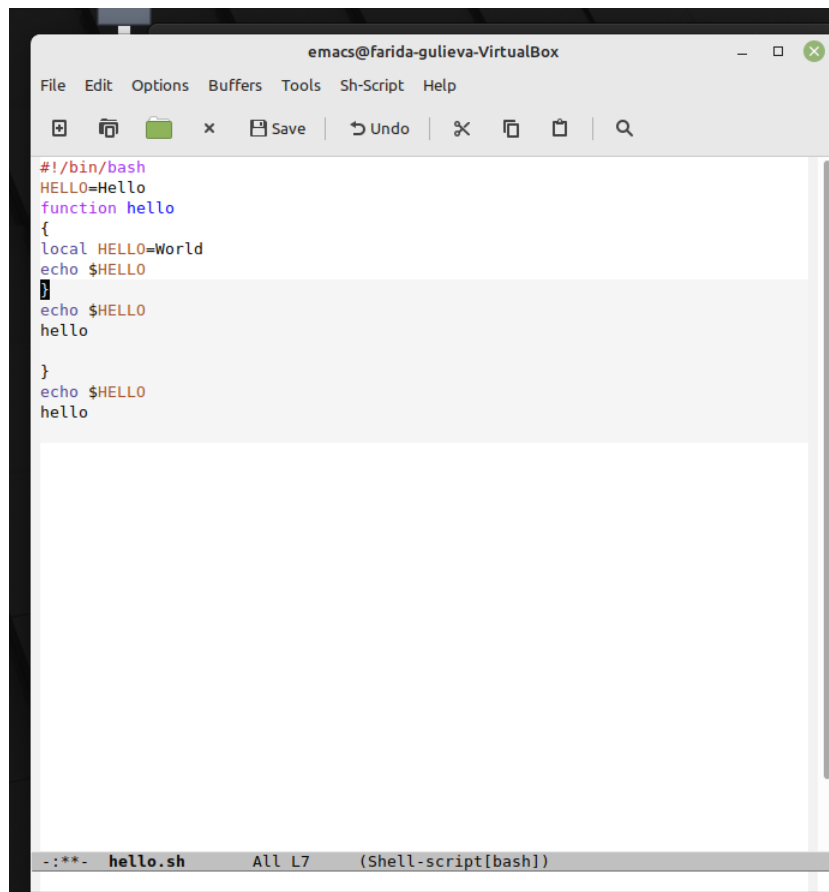 emacs@farida-gulieva-VirtualBox
File Edit Options Buffers Tools Sh-Script Help
Save Undo
#!/bin/bash
HELLO=Hello
function hello
{
local HELLO=World
echo $HELLO
}
echo $HELLO
hello
}
echo $HELLO
hello
-:**- hello.sh All L7 (Shell-script[bash])